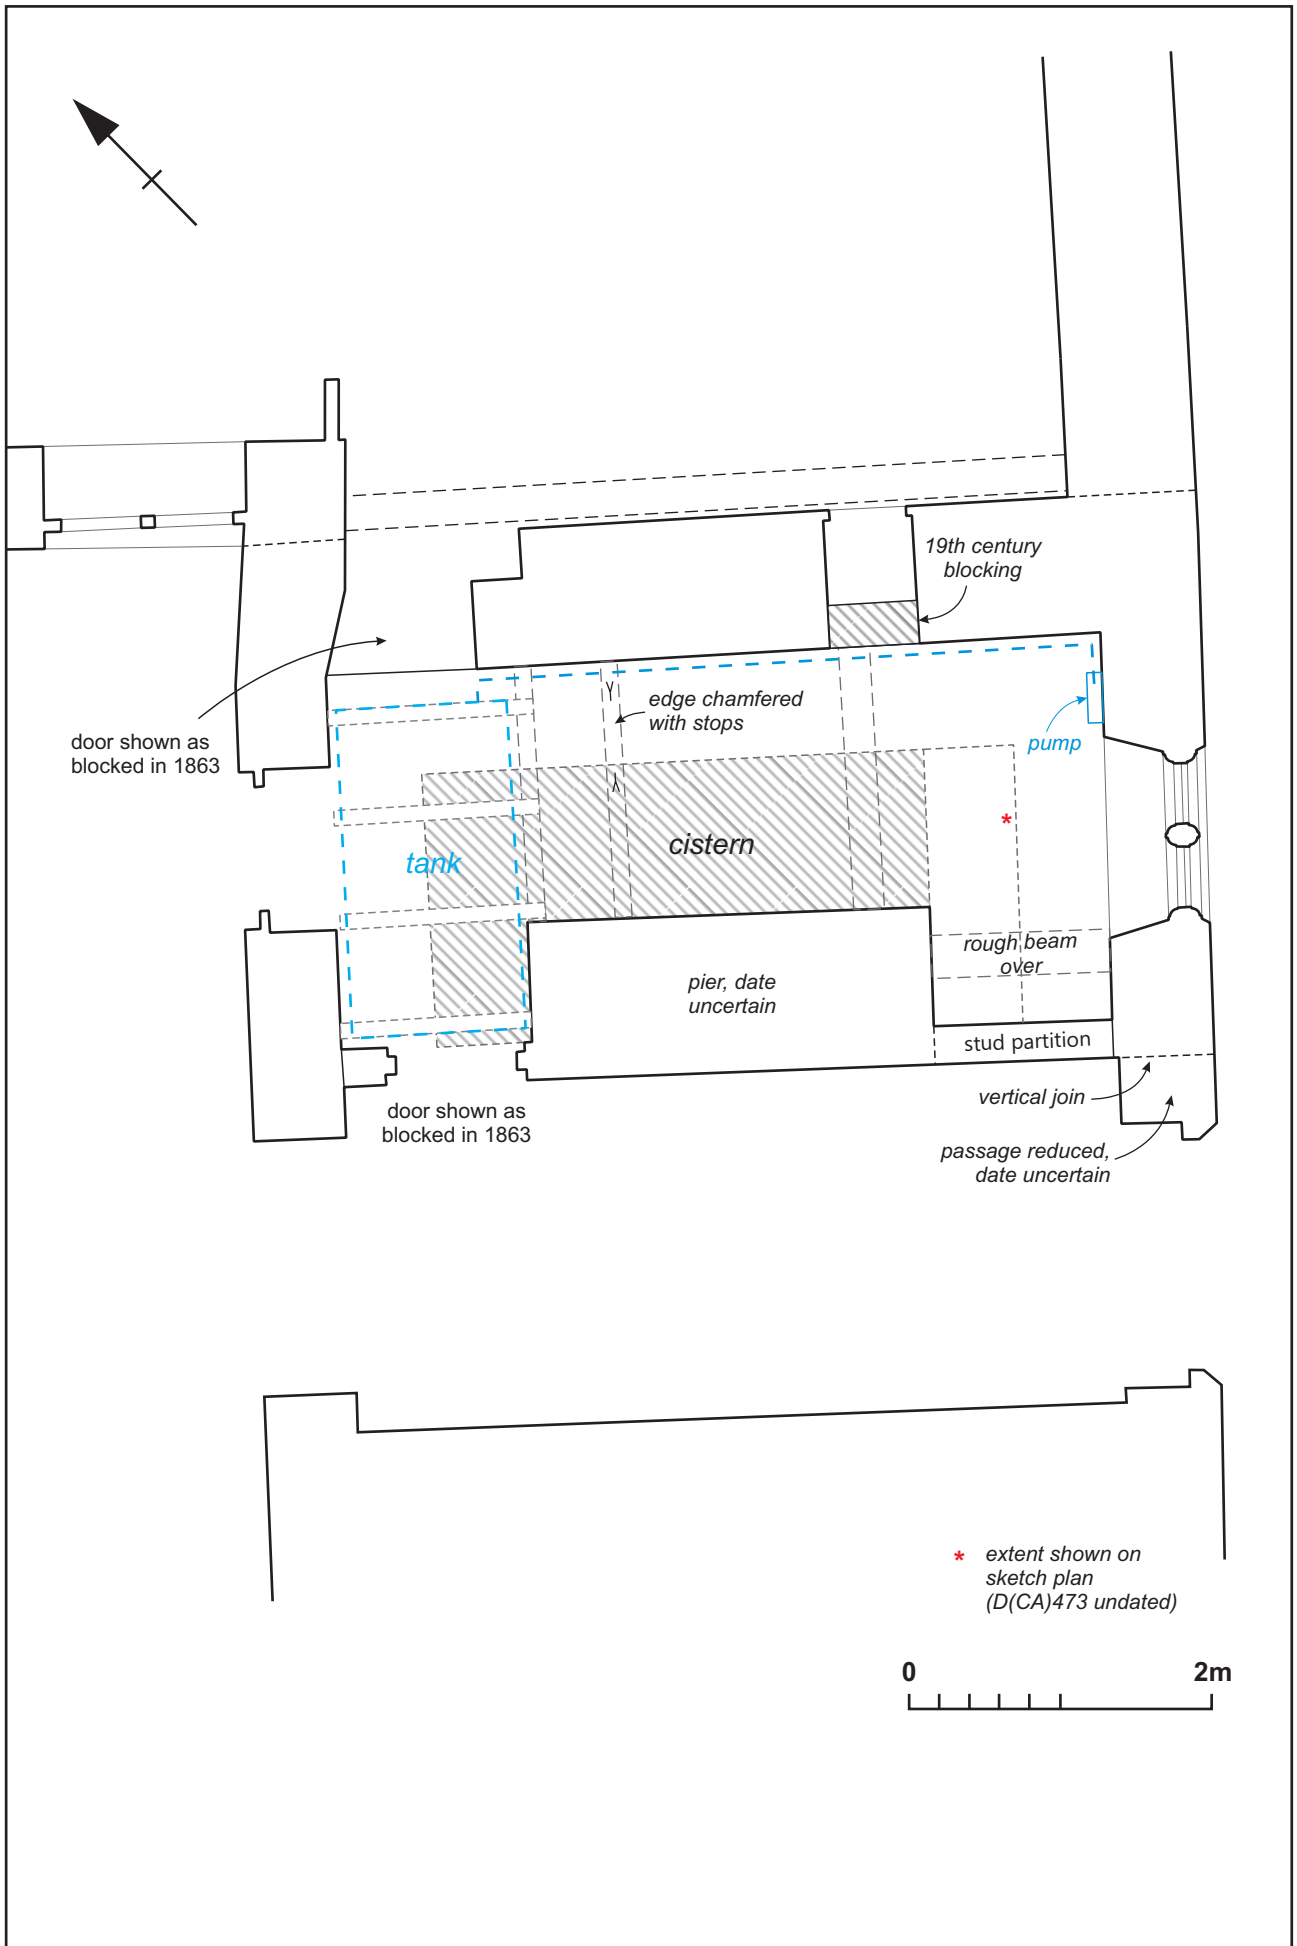 19th century
blocking
edge chamfered
with stops
door shown as
blocked in 1863
pump
*
cistern
tank
rough beam
over
pier, date
uncertain
stud partition
vertical join
door shown as
blocked in 1863
passage reduced,
date uncertain
* extent shown on
sketch plan
(D(CA)473 undated)
0 2m